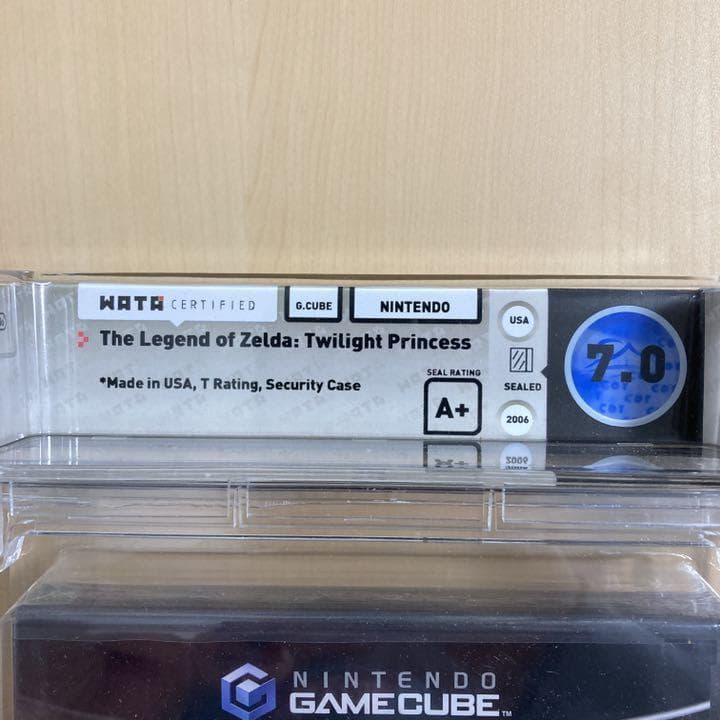 WATA CERTIFIED
G.CUBE
NINTENDO
The Legend of Zelda: Twilight Princess
*Made in USA, T Rating, Security Case
SEAL RATING
A+
USA
SEALED
2006
7.0
NINTENDO
GAMECUBE™